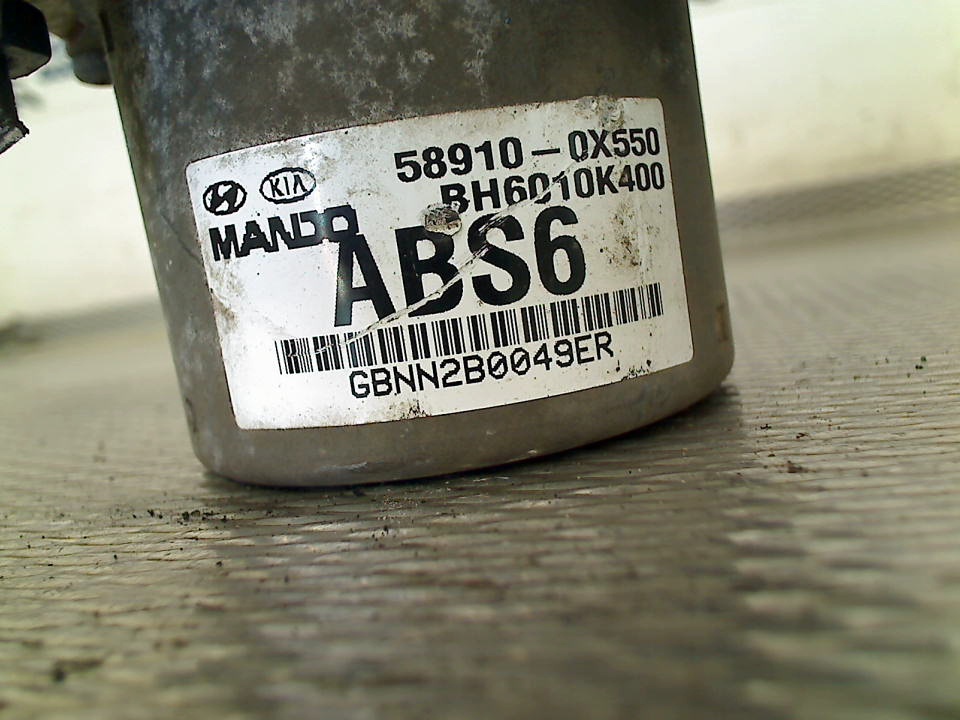 58910-0X550
KIA
BH6010K400
MANDO
ABS6
GBNN2B0049ER